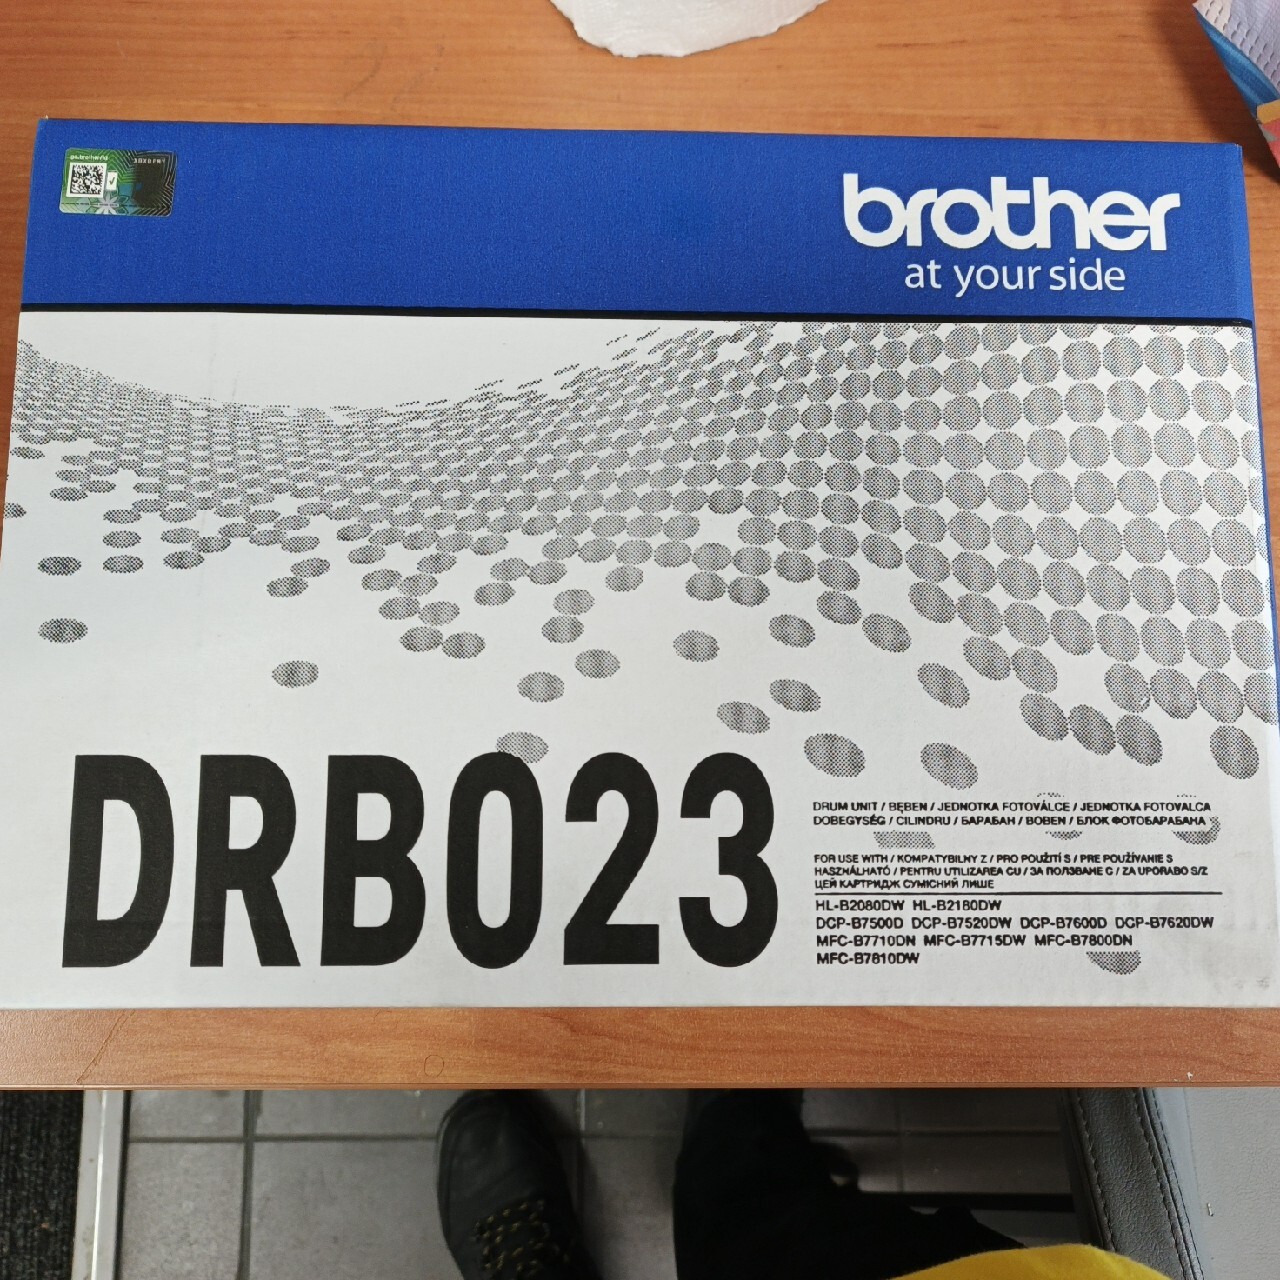 brother
at your side
DRB023
DRUM UNIT / BĘBEN / JEDNOTKA FOTOVÁLCE / JEDNOTKA FOTOVALCA
DOBEGYSÉG / CILINDRU / БАРАБАН / BOBEN / БЛОК ФОТОБАРАБАНА
FOR USE WITH / KOMPATYBILNY Z / PRO POUŽITÍ S / PRE POUŽÍVANIE S
HASZNÁLHATÓ / PENTRU UTILIZAREA CU / ЗА ПОЛЗВАНЕ С / ZA UPORABO S/Z
ЦЕЙ КАРТРИДЖ СУМІСНИЙ ЛИШЕ
HL-B2080DW HL-B2180DW
DCP-B7500D DCP-B7520DW DCP-B7600D DCP-B7620DW
MFC-B7710DN MFC-B7715DW MFC-B7800DN
MFC-B7810DW